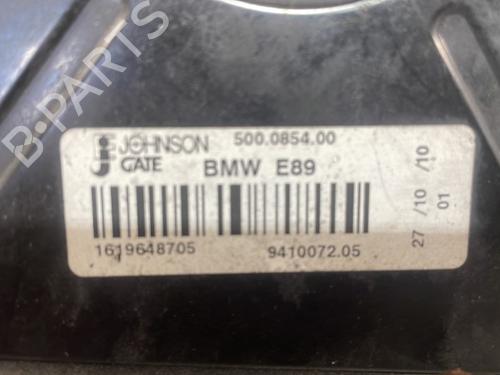 B-PARTS
JOHNSON 500.0854.00
GATE BMW E89
1619648705 9410072.05
27 /10 /10
01